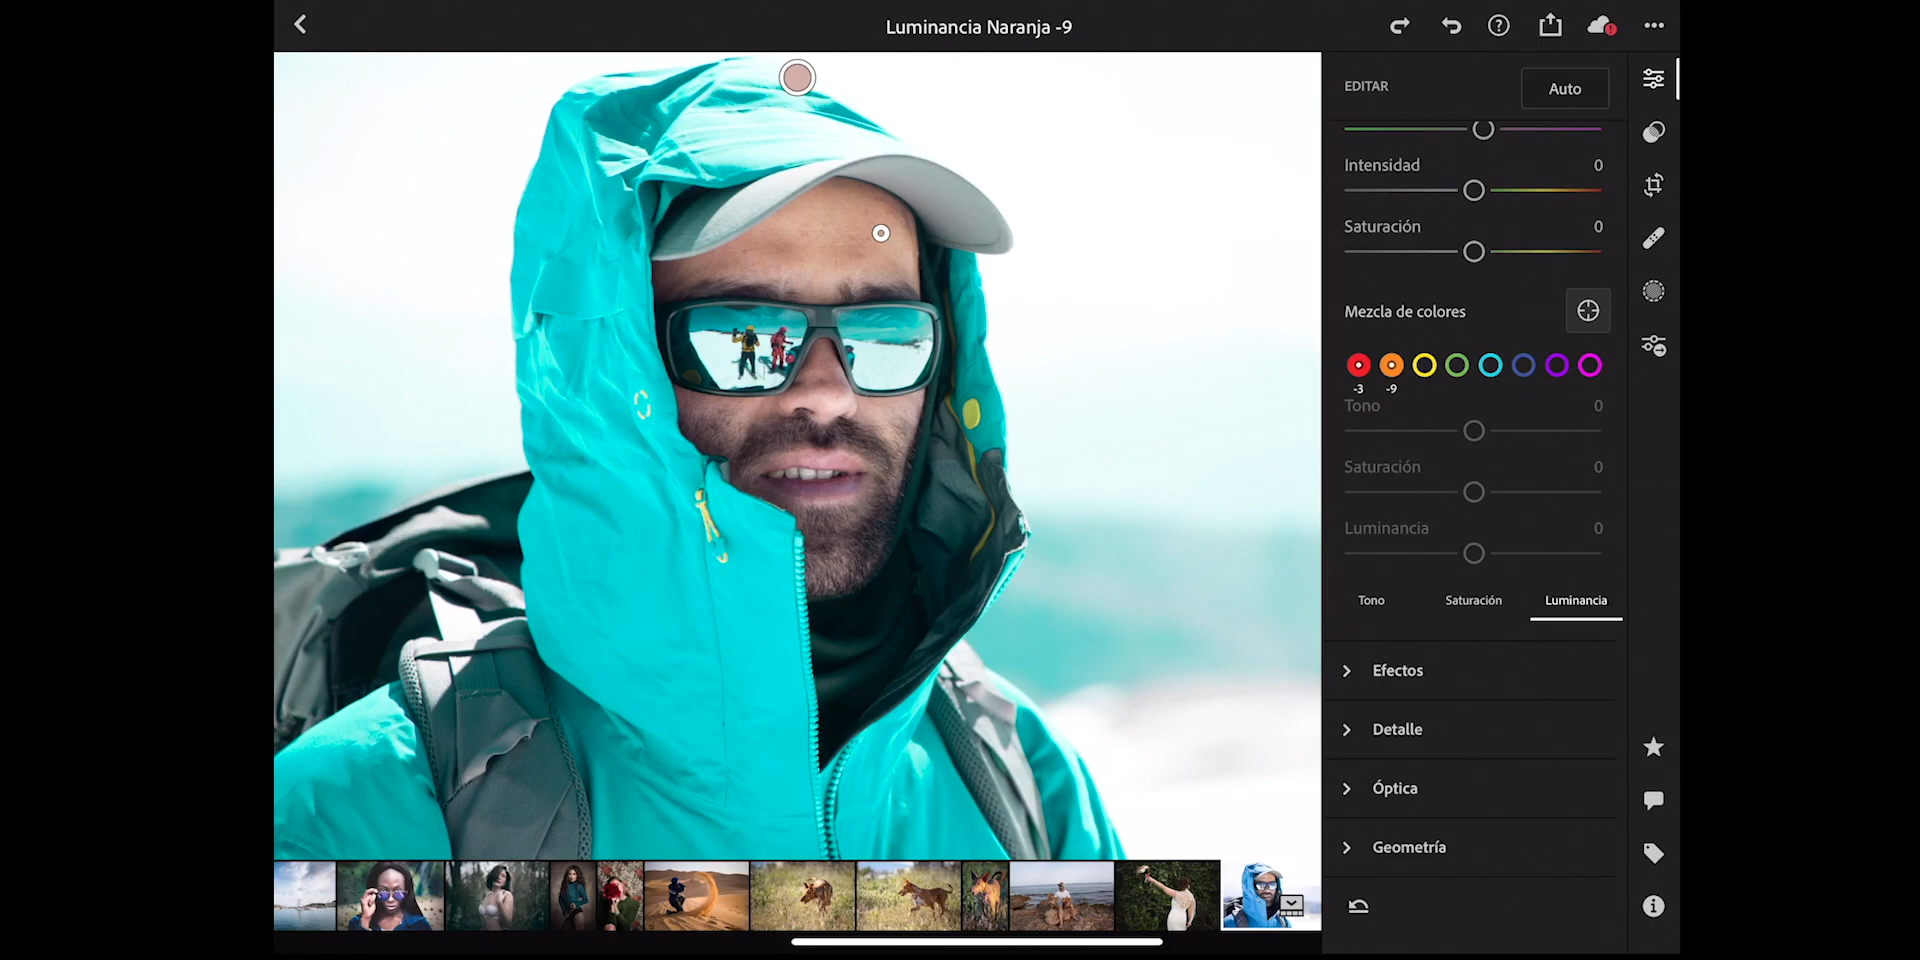 Luminancia Naranja -9
EDITAR
Auto
Intensidad 0
Saturación 0
Mezcla de colores
-3 -9
Tono 0
Saturación 0
Luminancia 0
Tono Saturación Luminancia
Efectos
Detalle
Óptica
Geometría